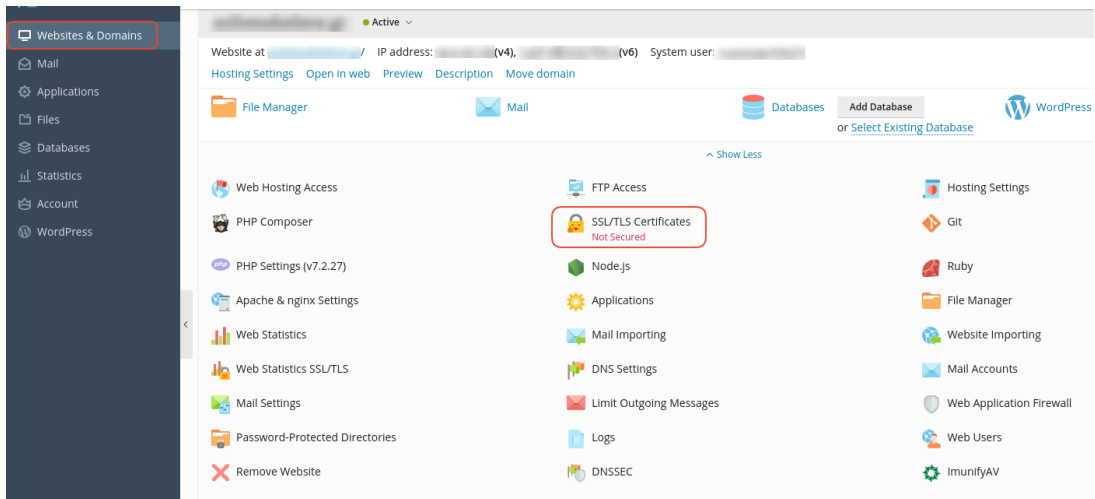 Websites & Domains
Mail
Applications
Files
Databases
Statistics
Account
WordPress
Active
Website at / IP address: (v4), (v6) System user:
Hosting Settings Open in web Preview Description Move domain
File Manager Mail Databases Add Database WordPress
or Select Existing Database
Show Less
Web Hosting Access FTP Access Hosting Settings
PHP Composer SSL/TLS Certificates Git
Not Secured
PHP Settings (v7.2.27) Node.js Ruby
Apache & nginx Settings Applications File Manager
Web Statistics Mail Importing Website Importing
Web Statistics SSL/TLS DNS Settings Mail Accounts
Mail Settings Limit Outgoing Messages Web Application Firewall
Password-Protected Directories Logs Web Users
Remove Website DNSSEC ImunifyAV